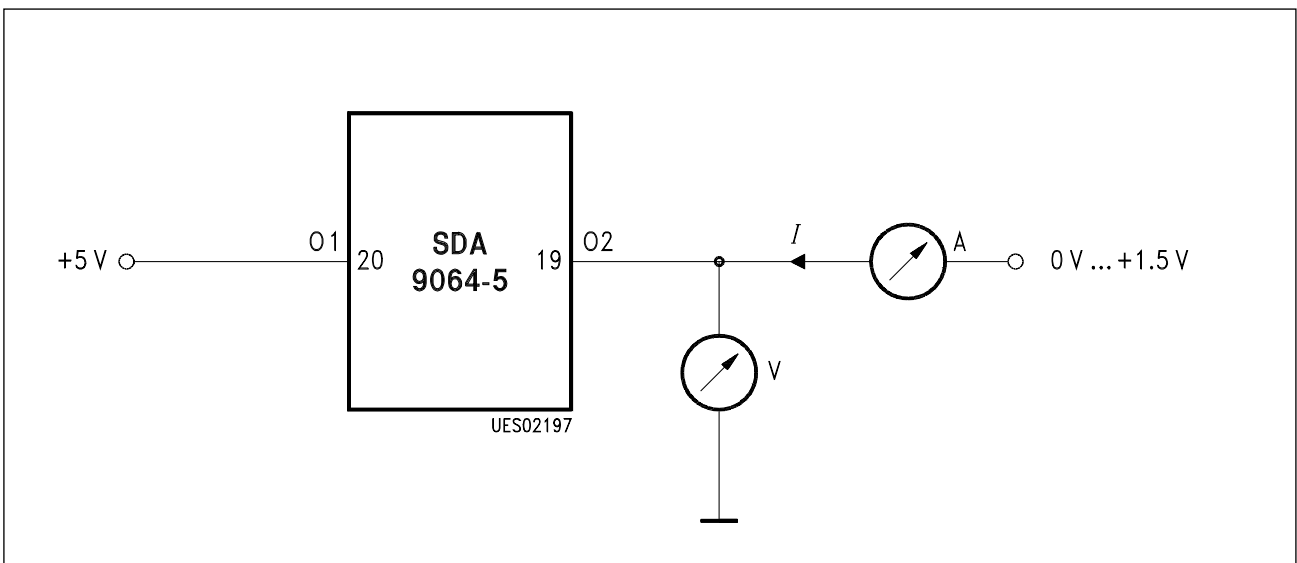 +5 V
O1
20
SDA
9064-5
19
O2
I
A
0 V ... +1.5 V
V
UES02197